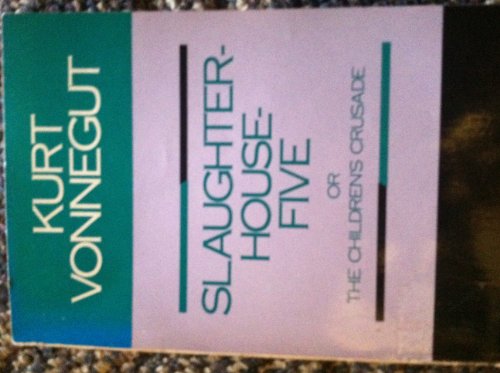 KURT
VONNEGUT
SLAUGHTER-
HOUSE-
FIVE
OR
THE CHILDREN'S CRUSADE